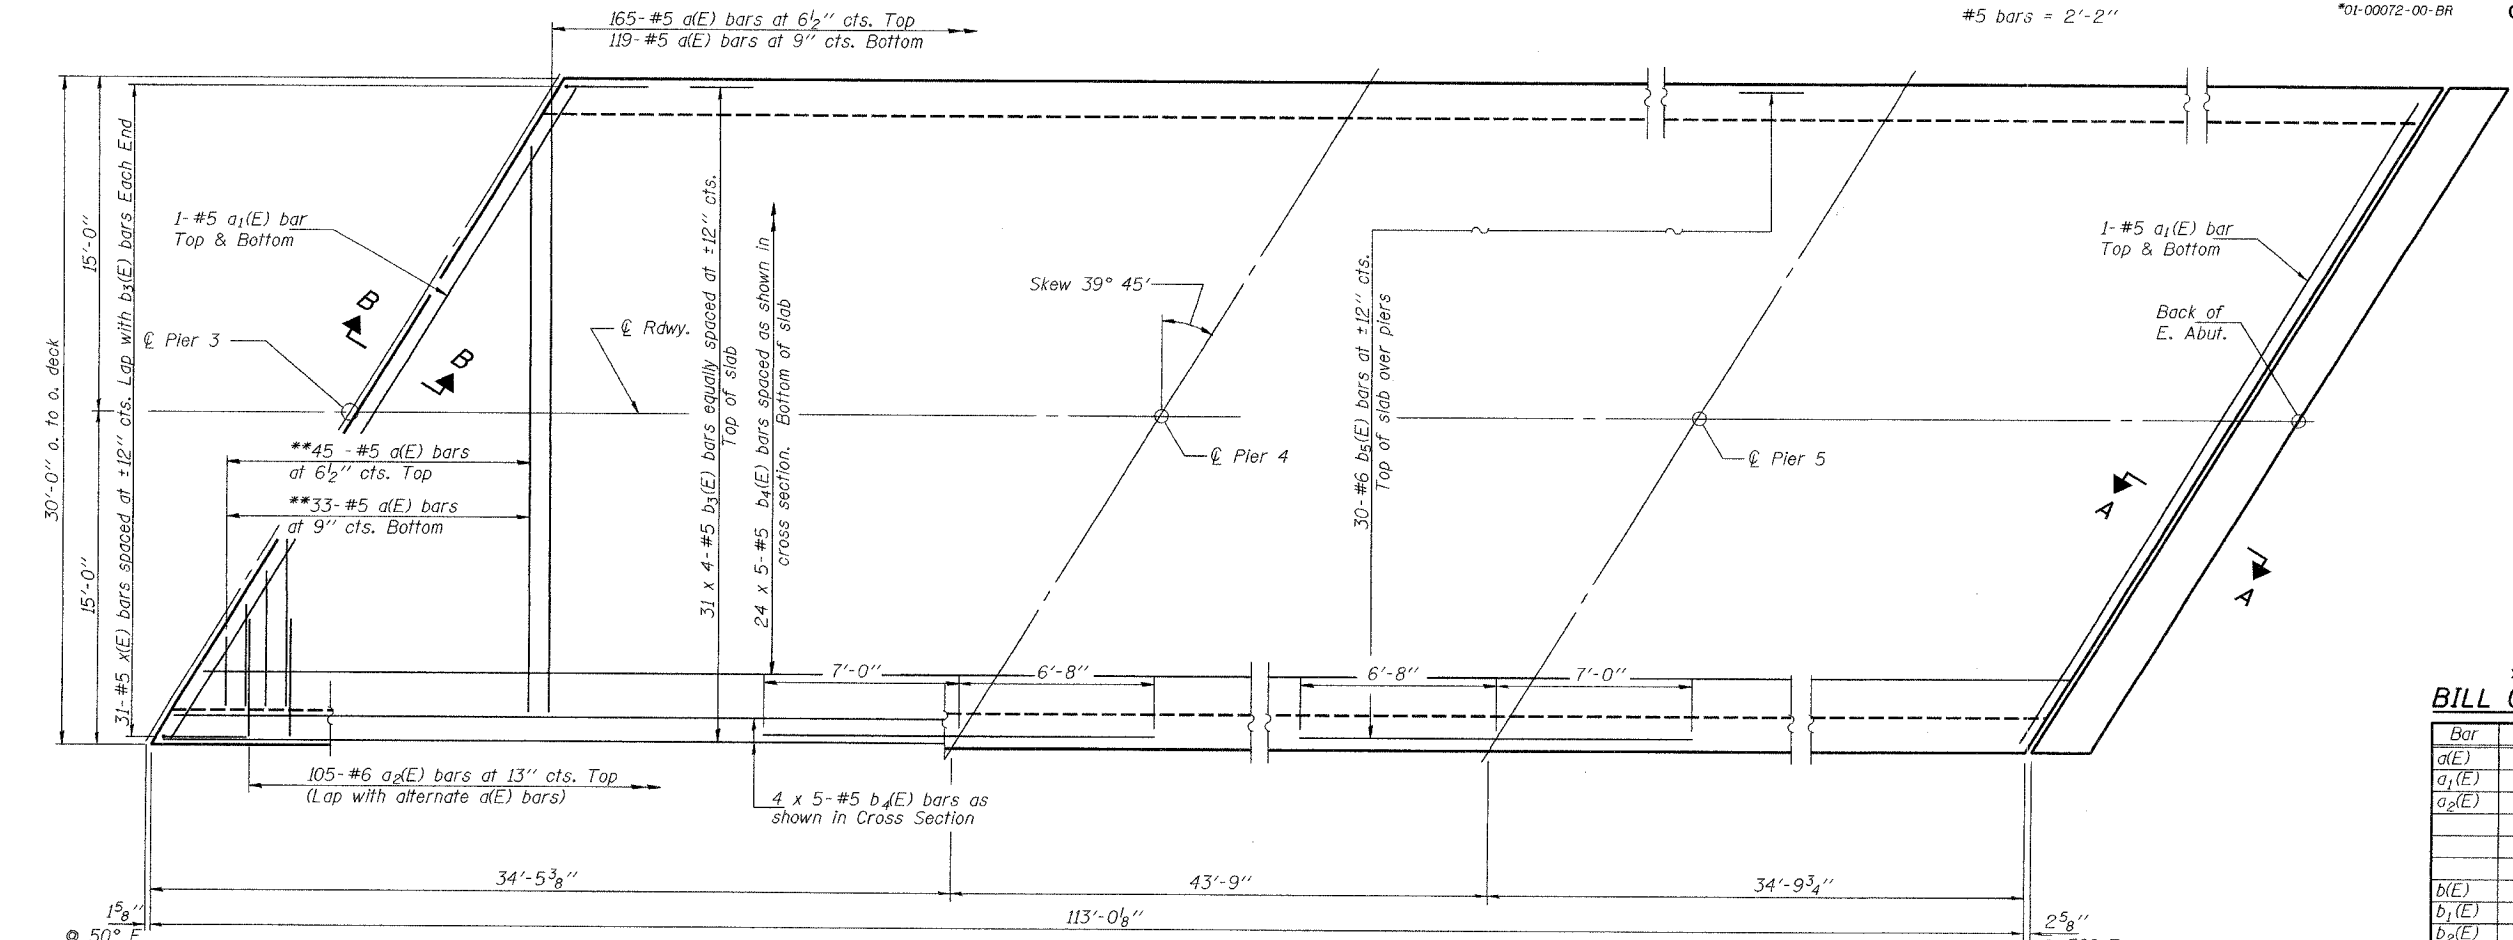 165-#5 a(E) bars at 6½" cts. Top
119-#5 a(E) bars at 9" cts. Bottom
#5 bars = 2'-2"
*01-00072-00-BR
30'-0" o. to o. deck
15'-0"
15'-0"
31-#5 x(E) bars spaced at ±12" cts. Lap with b3(E) bars Each End
1-#5 a1(E) bar
Top & Bottom
℄ Pier 3
B
B
**45 -#5 a(E) bars
at 6½" cts. Top
**33-#5 a(E) bars
at 9" cts. Bottom
℄ Rdwy.
31 x 4-#5 b3(E) bars equally spaced at ±12" cts.
Top of slab
24 x 5-#5 b4(E) bars spaced as shown in
cross section. Bottom of slab
Skew 39° 45'
℄ Pier 4
30-#6 b5(E) bars at ±12" cts.
Top of slab over piers
℄ Pier 5
1-#5 a1(E) bar
Top & Bottom
Back of
E. Abut.
A
A
7'-0"
6'-8"
6'-8"
7'-0"
105-#6 a2(E) bars at 13" cts. Top
(Lap with alternate a(E) bars)
4 x 5-#5 b4(E) bars as
shown in Cross Section
34'-5⅜"
43'-9"
34'-9¾"
1⅝"
@ 50° F
113'-0⅛"
2⅝"
BILL
Bar
a(E)
a1(E)
a2(E)
b(E)
b1(E)
b2(E)